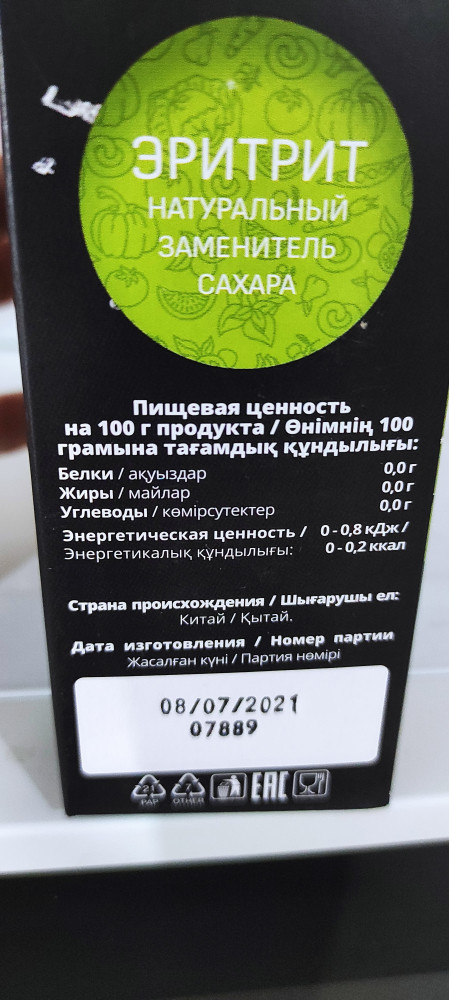 ЭРИТРИТ
НАТУРАЛЬНЫЙ
ЗАМЕНИТЕЛЬ
САХАРА
Пищевая ценность
на 100 г продукта / Өнімнің 100
грамына тағамдық құндылығы:
Белки / ақуыздар 0,0 г
Жиры / майлар 0,0 г
Углеводы / көмірсутектер 0,0 г
Энергетическая ценность / 0 - 0,8 кДж /
Энергетикалық құндылығы: 0 - 0,2 ккал
Страна происхождения / Шығарушы ел:
Китай / Қытай.
Дата изготовления / Номер партии
Жасалған күні / Партия нөмірі
08/07/2021
07889
21 7 EAC
PAP OTHER